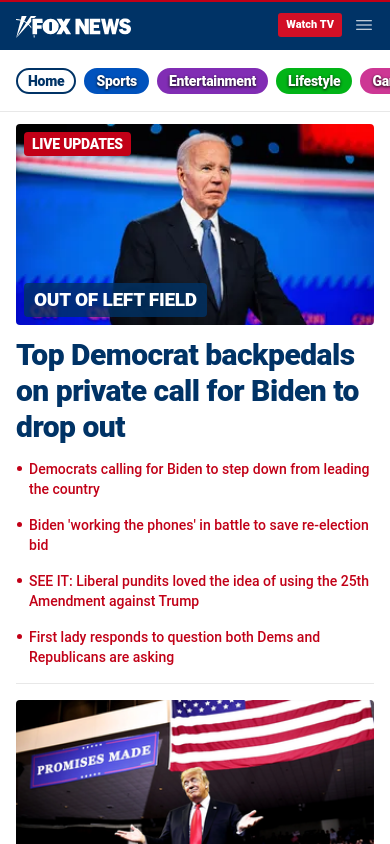 FOX NEWS
Watch TV
Home
Sports
Entertainment
Lifestyle
LIVE UPDATES
OUT OF LEFT FIELD
Top Democrat backpedals
on private call for Biden to
drop out
Democrats calling for Biden to step down from leading
the country
Biden 'working the phones' in battle to save re-election
bid
SEE IT: Liberal pundits loved the idea of using the 25th
Amendment against Trump
First lady responds to question both Dems and
Republicans are asking
PROMISES MADE